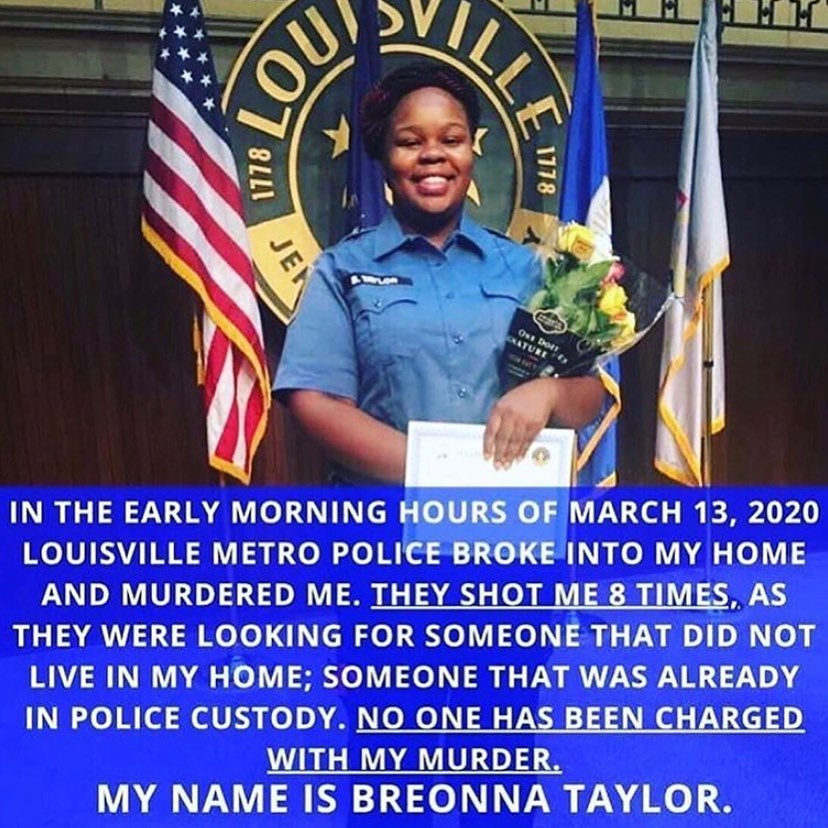 LOUISVILLE
1778
1778
JEF
B. TAYLOR
IN THE EARLY MORNING HOURS OF MARCH 13, 2020
LOUISVILLE METRO POLICE BROKE INTO MY HOME
AND MURDERED ME. THEY SHOT ME 8 TIMES, AS
THEY WERE LOOKING FOR SOMEONE THAT DID NOT
LIVE IN MY HOME; SOMEONE THAT WAS ALREADY
IN POLICE CUSTODY. NO ONE HAS BEEN CHARGED
WITH MY MURDER.
MY NAME IS BREONNA TAYLOR.